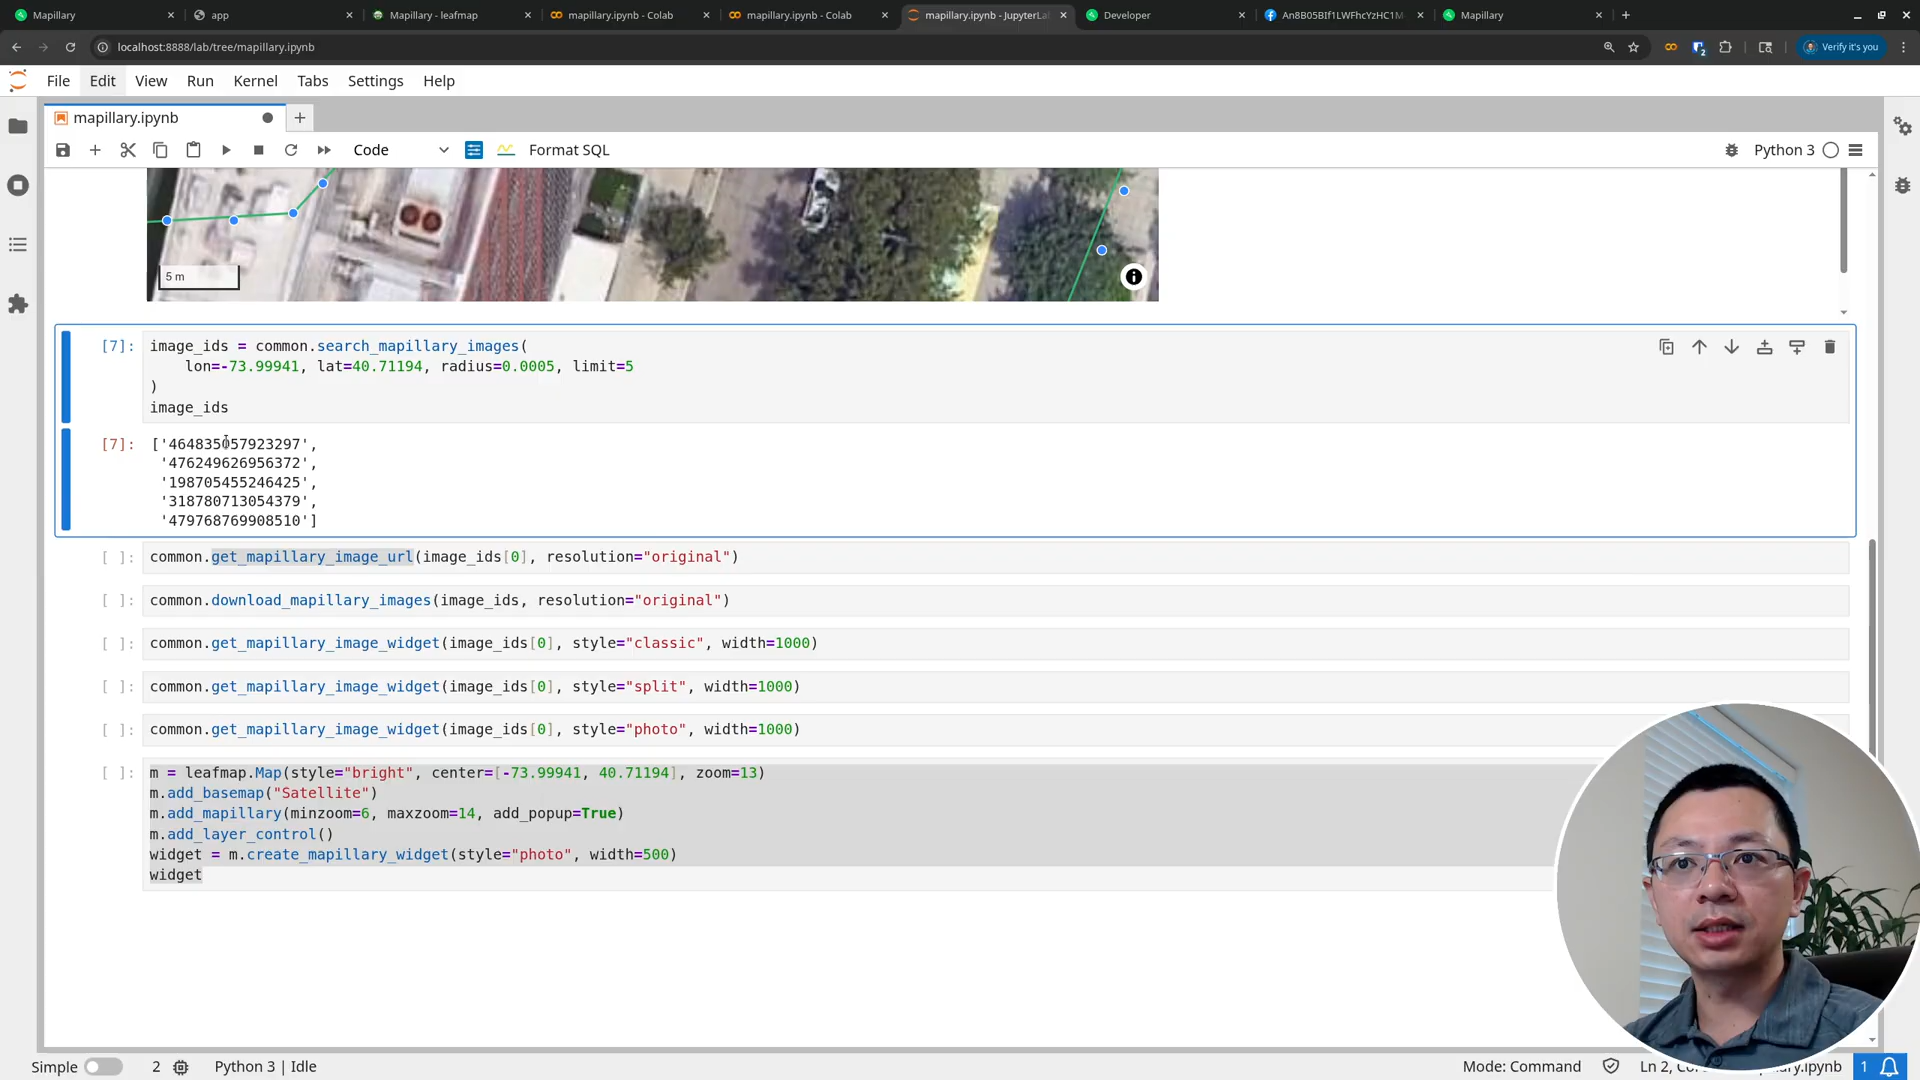 Mapillary
app
Mapillary - leafmap
mapillary.ipynb - Colab
mapillary.ipynb - Colab
mapillary.ipynb - JupyterLa
Developer
An8B05BIf1LWFhcYzHC1M
Mapillary
localhost:8888/lab/tree/mapillary.ipynb
Verify it's you
File Edit View Run Kernel Tabs Settings Help
mapillary.ipynb
Code
Format SQL
Python 3
5 m
[7]: image_ids = common.search_mapillary_images(
lon=-73.99941, lat=40.71194, radius=0.0005, limit=5
)
image_ids
[7]: ['464835057923297',
'476249626956372',
'198705455246425',
'318780713054379',
'479768769908510']
[ ]: common.get_mapillary_image_url(image_ids[0], resolution="original")
[ ]: common.download_mapillary_images(image_ids, resolution="original")
[ ]: common.get_mapillary_image_widget(image_ids[0], style="classic", width=1000)
[ ]: common.get_mapillary_image_widget(image_ids[0], style="split", width=1000)
[ ]: common.get_mapillary_image_widget(image_ids[0], style="photo", width=1000)
[ ]: m = leafmap.Map(style="bright", center=[-73.99941, 40.71194], zoom=13)
m.add_basemap("Satellite")
m.add_mapillary(minzoom=6, maxzoom=14, add_popup=True)
m.add_layer_control()
widget = m.create_mapillary_widget(style="photo", width=500)
widget
Simple 2 Python 3 | Idle Mode: Command Ln 2, 1